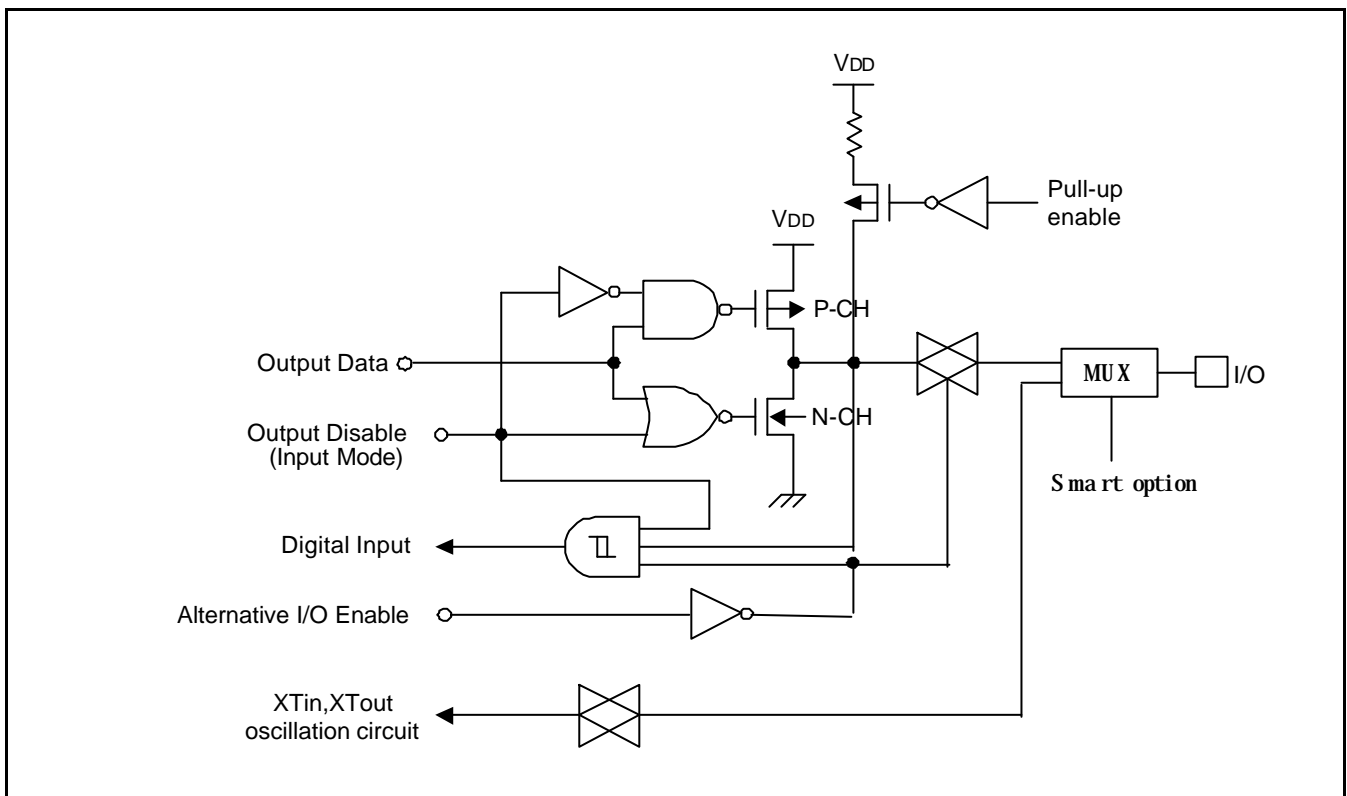 VDD
Pull-up
enable
VDD
P-CH
Output Data
MUX
I/O
N-CH
Output Disable
(Input Mode)
Smart option
Digital Input
Alternative I/O Enable
XTin,XTout
oscillation circuit